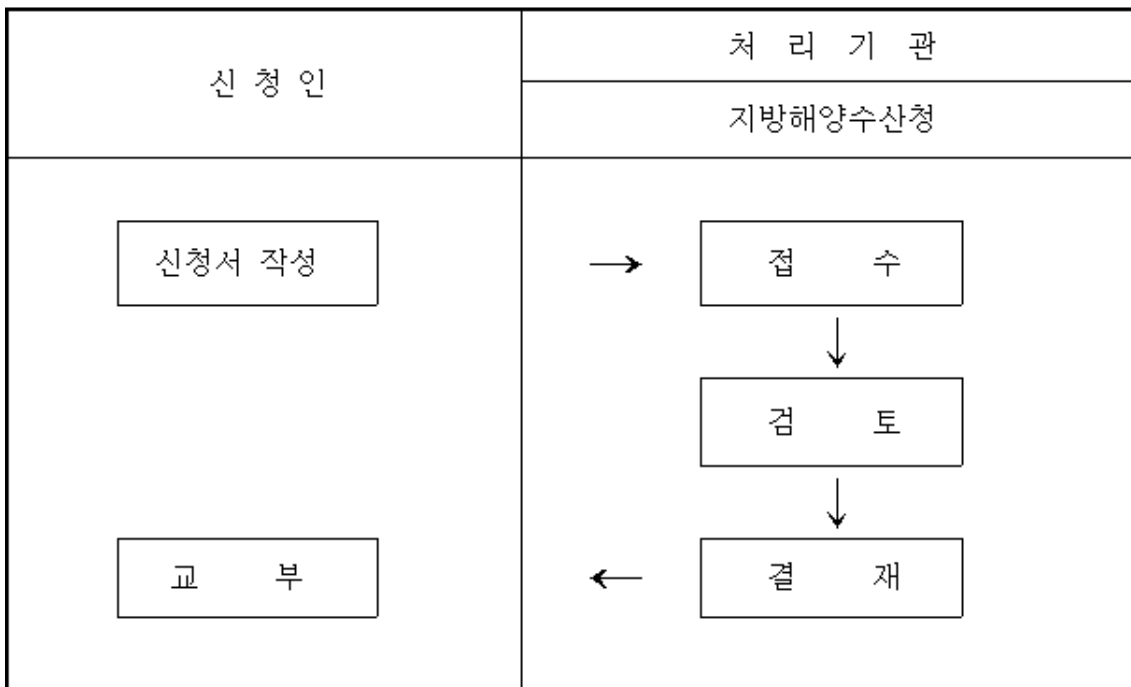 신 청 인
처 리 기 관
지방해양수산청
신청서 작성 → 접 수
↓
검 토
↓
교 부 ← 결 재